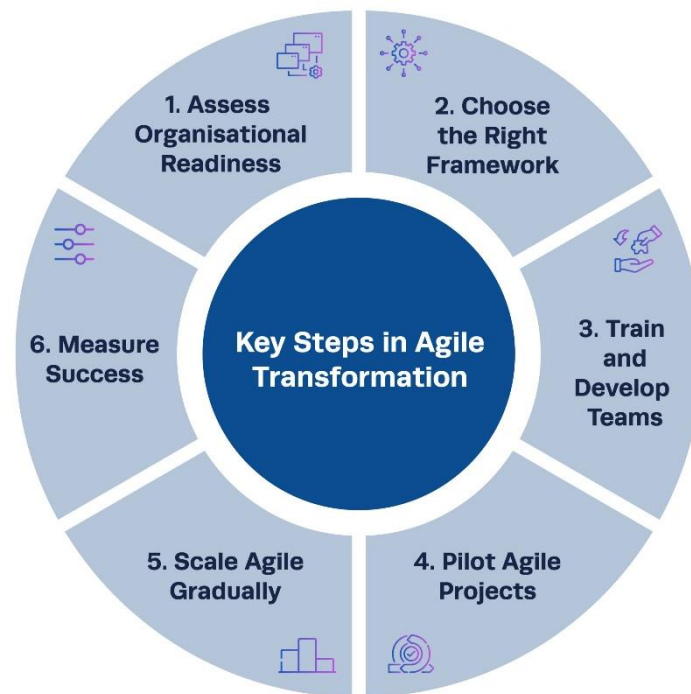 Key Steps in Agile
Transformation
1. Assess
Organisational
Readiness
2. Choose
the Right
Framework
3. Train
and
Develop
Teams
4. Pilot Agile
Projects
5. Scale Agile
Gradually
6. Measure
Success